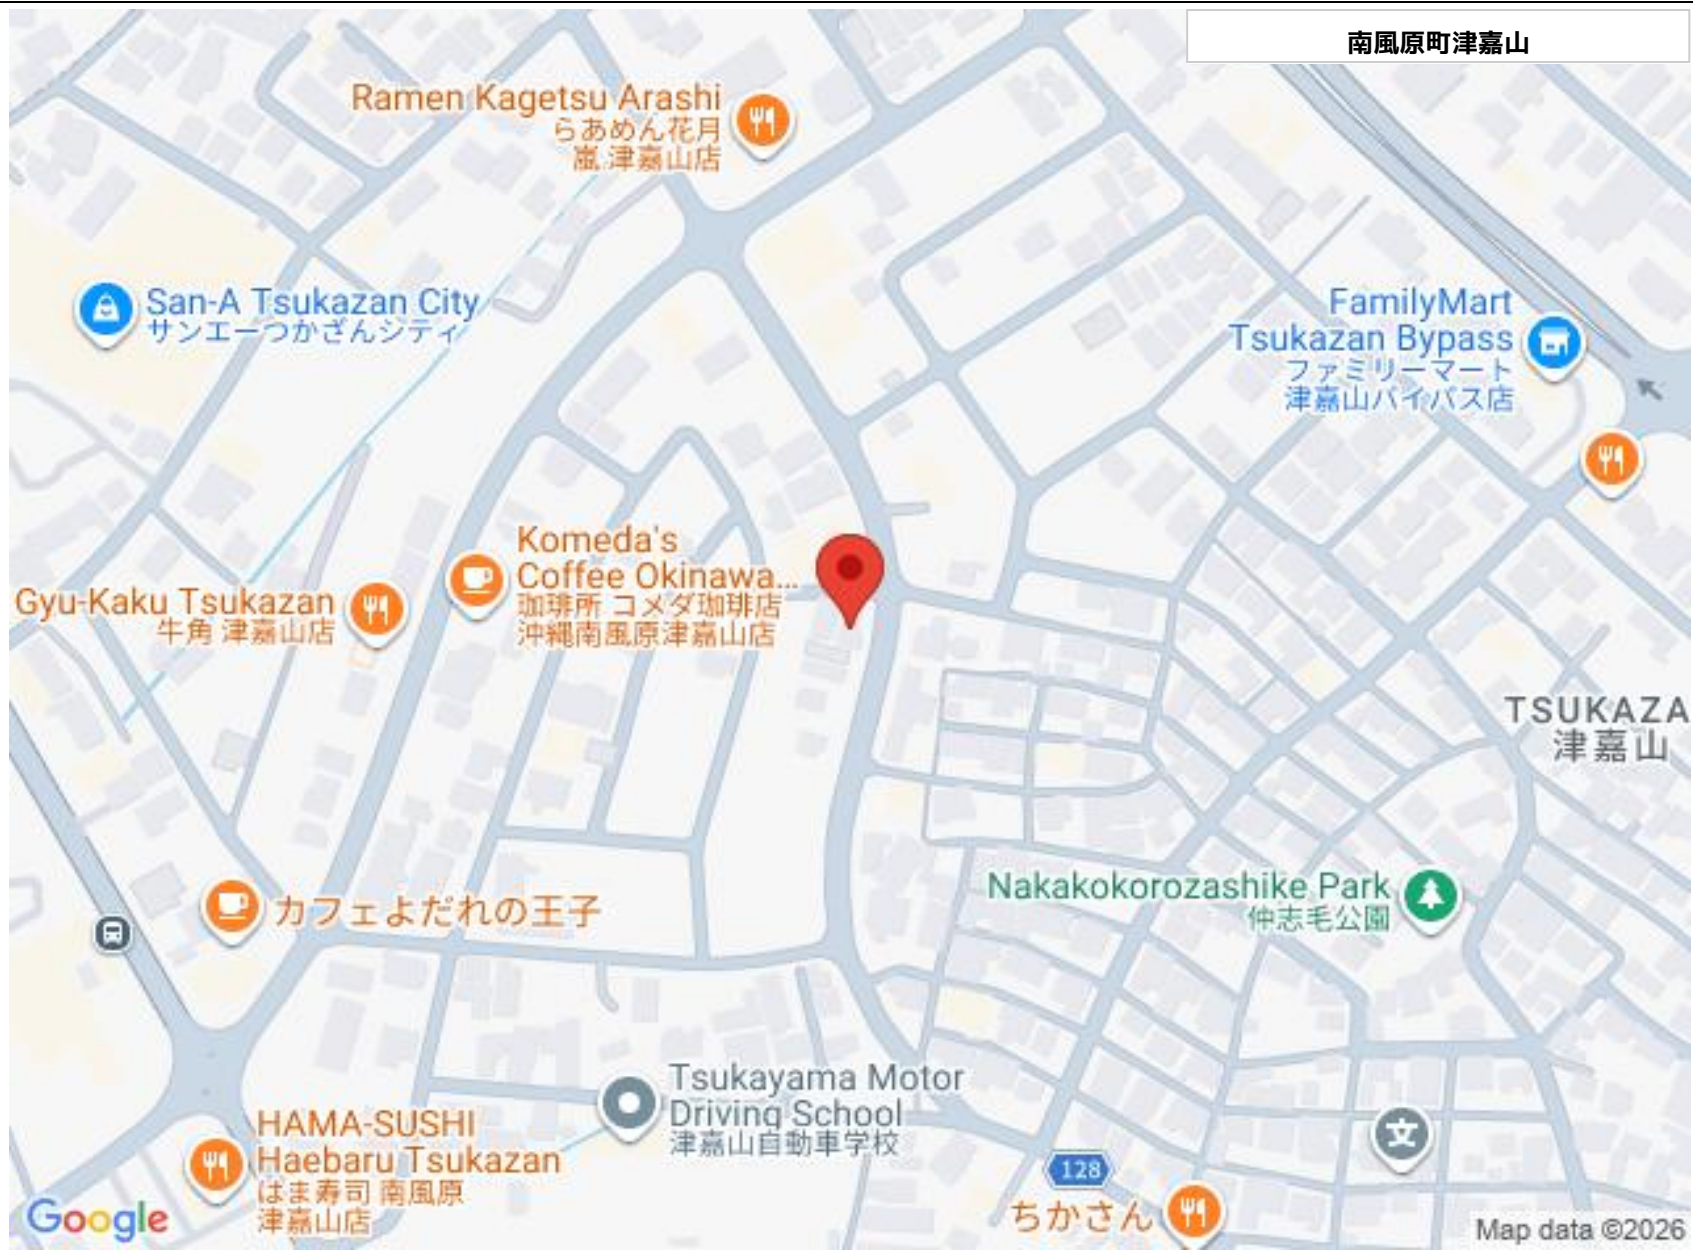 南風原町津嘉山
Ramen Kagetsu Arashi
らあめん花月
嵐 津嘉山店
San-A Tsukazan City
サンエーつかざんシティ
FamilyMart
Tsukazan Bypass
ファミリーマート
津嘉山バイパス店
Komeda's
Coffee Okinawa...
珈琲所 コメダ珈琲店
沖縄南風原津嘉山店
Gyu-Kaku Tsukazan
牛角 津嘉山店
TSUKAZA
津嘉山
Nakakokorozashike Park
仲志毛公園
カフェよだれの王子
Tsukayama Motor
Driving School
津嘉山自動車学校
HAMA-SUSHI
Haebaru Tsukazan
はま寿司 南風原
津嘉山店
128
文
ちかさん
Google
Map data ©2026